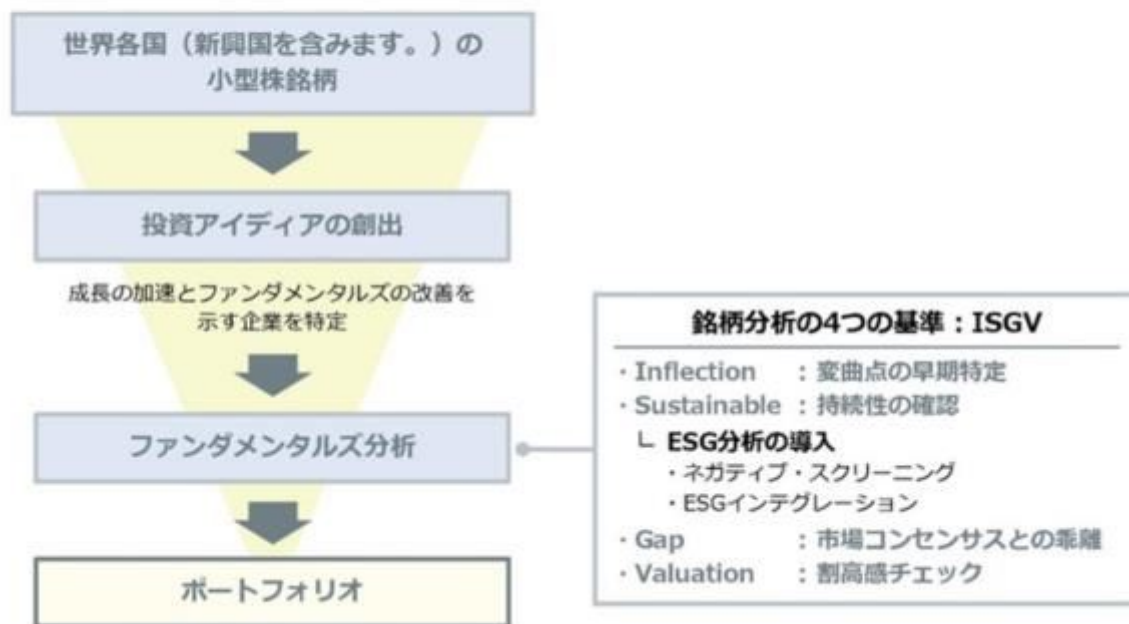 世界各国（新興国を含みます。）の
小型株銘柄
投資アイディアの創出
成長の加速とファンダメンタルズの改善を
示す企業を特定
ファンダメンタルズ分析
ポートフォリオ
銘柄分析の4つの基準：ISGV
・Inflection ：変曲点の早期特定
・Sustainable ：持続性の確認
└ ESG分析の導入
・ネガティブ・スクリーニング
・ESGインテグレーション
・Gap ：市場コンセンサスとの乖離
・Valuation ：割高感チェック